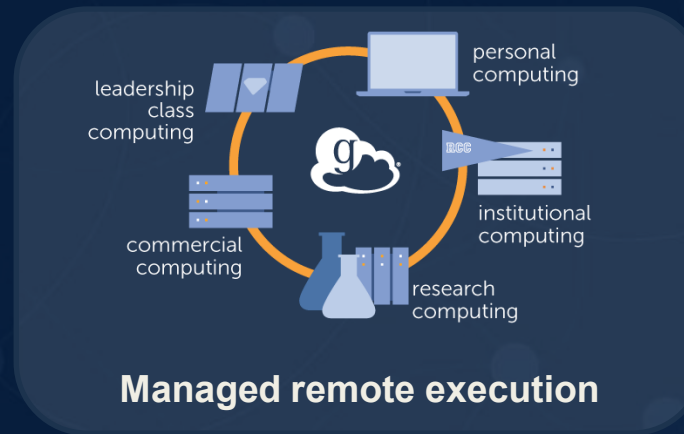 personal
computing
leadership
class
computing
g
RCC
institutional
computing
commercial
computing
research
computing
Managed remote execution